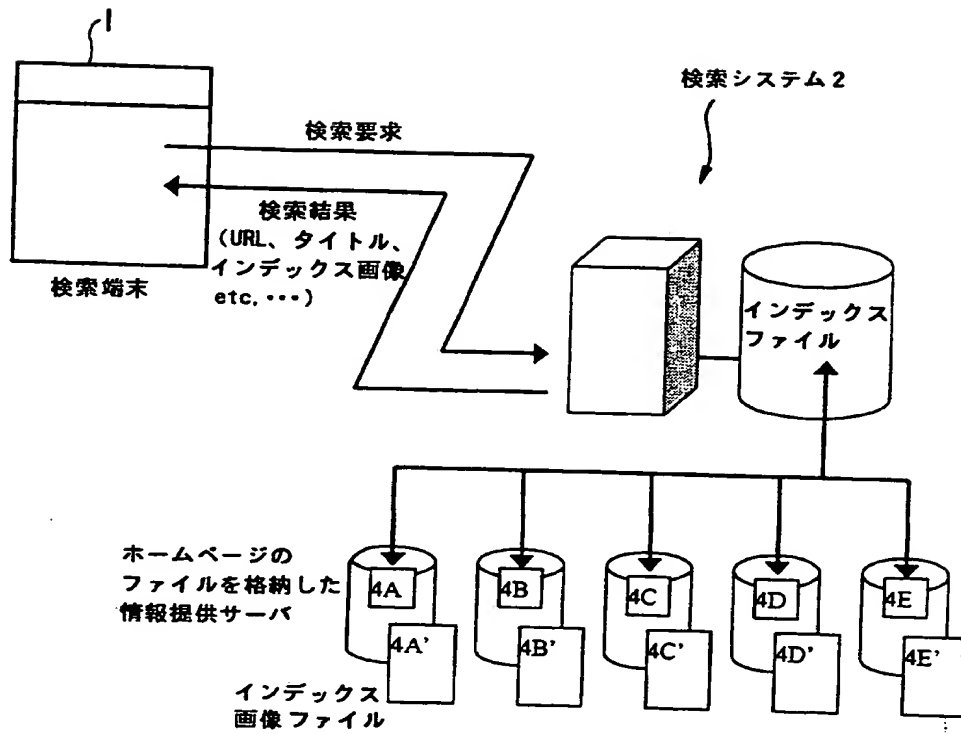 1
検索システム2
検索要求
検索結果
(URL、タイトル、
インデックス画像
etc,・・・)
検索端末
インデックス
ファイル
ホームページの
ファイルを格納した
情報提供サーバ
4A
4B
4C
4D
4E
4A'
4B'
4C'
4D'
4E'
インデックス
画像ファイル